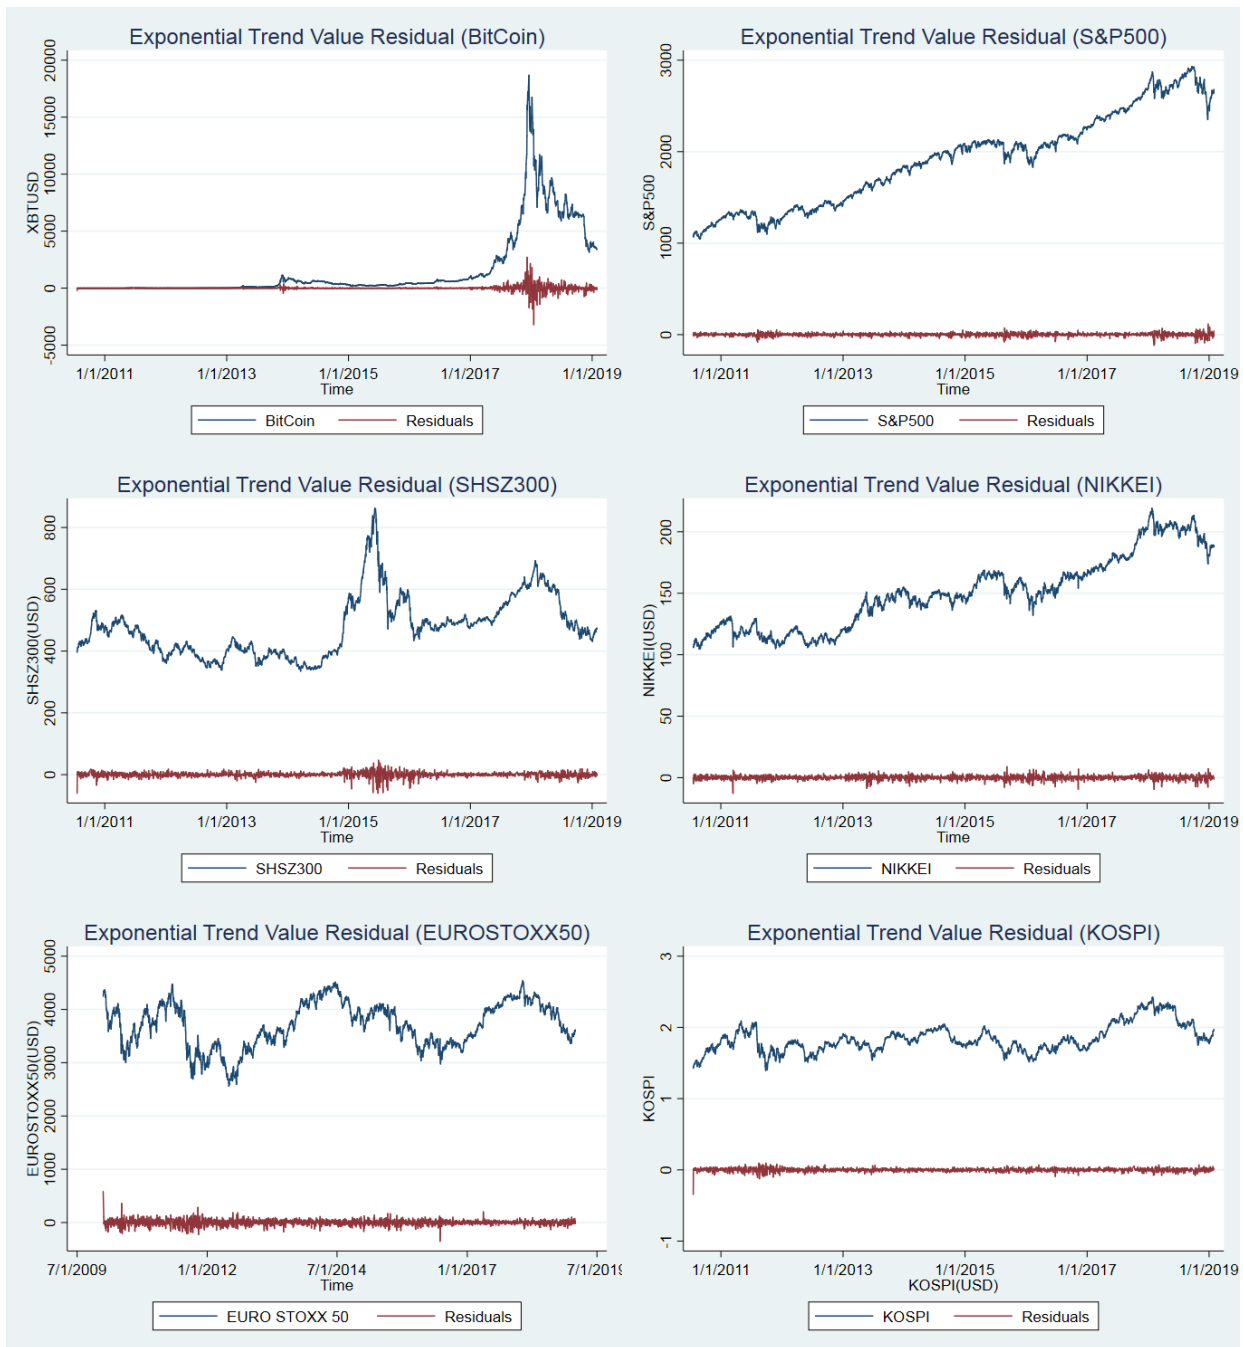 Exponential Trend Value Residual (BitCoin)
XBTUSD
20000
15000
10000
5000
0
-5000
1/1/2011 1/1/2013 1/1/2015 1/1/2017 1/1/2019
Time
BitCoin Residuals
Exponential Trend Value Residual (S&P500)
S&P500
3000
2000
1000
0
1/1/2011 1/1/2013 1/1/2015 1/1/2017 1/1/2019
Time
S&P500 Residuals
Exponential Trend Value Residual (SHSZ300)
SHSZ300(USD)
800
600
400
200
0
1/1/2011 1/1/2013 1/1/2015 1/1/2017 1/1/2019
Time
SHSZ300 Residuals
Exponential Trend Value Residual (NIKKEI)
NIKKEI(USD)
200
150
100
50
0
1/1/2011 1/1/2013 1/1/2015 1/1/2017 1/1/2019
Time
NIKKEI Residuals
Exponential Trend Value Residual (EUROSTOXX50)
EUROSTOXX50(USD)
5000
4000
3000
2000
1000
0
7/1/2009 1/1/2012 7/1/2014 1/1/2017 7/1/2019
Time
EURO STOXX 50 Residuals
Exponential Trend Value Residual (KOSPI)
KOSPI
3
2
1
0
-1
1/1/2011 1/1/2013 1/1/2015 1/1/2017 1/1/2019
KOSPI(USD)
KOSPI Residuals